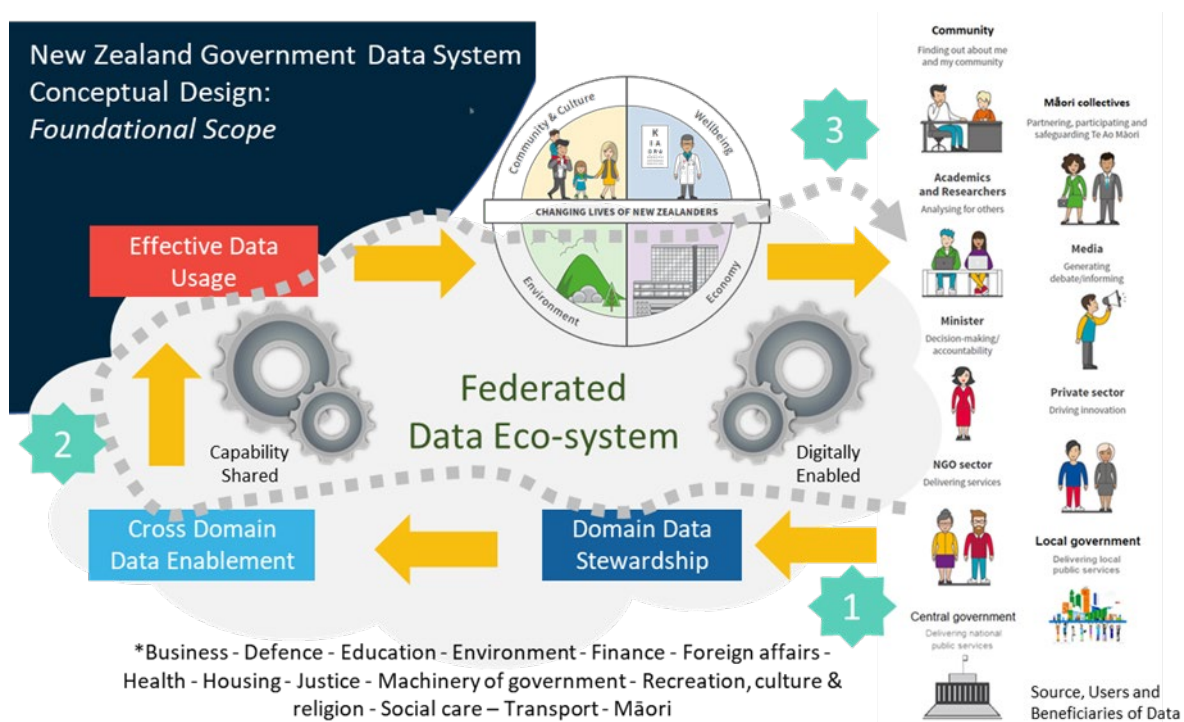 New Zealand Government Data System
Conceptual Design:
Foundational Scope
Community & Culture
Wellbeing
K
I A
O R A
CHANGING LIVES OF NEW ZEALANDERS
Environment
Economy
Effective Data
Usage
3
2
Capability
Shared
Federated
Data Eco-system
Digitally
Enabled
Cross Domain
Data Enablement
Domain Data
Stewardship
1
*Business - Defence - Education - Environment - Finance - Foreign affairs -
Health - Housing - Justice - Machinery of government - Recreation, culture &
religion - Social care – Transport - Māori
Community
Finding out about me
and my community
Māori collectives
Partnering, participating and
safeguarding Te Ao Māori
Academics
and Researchers
Analysing for others
Media
Generating
debate/informing
Minister
Decision-making/
accountability
Private sector
Driving innovation
NGO sector
Delivering services
Local government
Delivering local
public services
Central government
Delivering national
public services
Source, Users and
Beneficiaries of Data